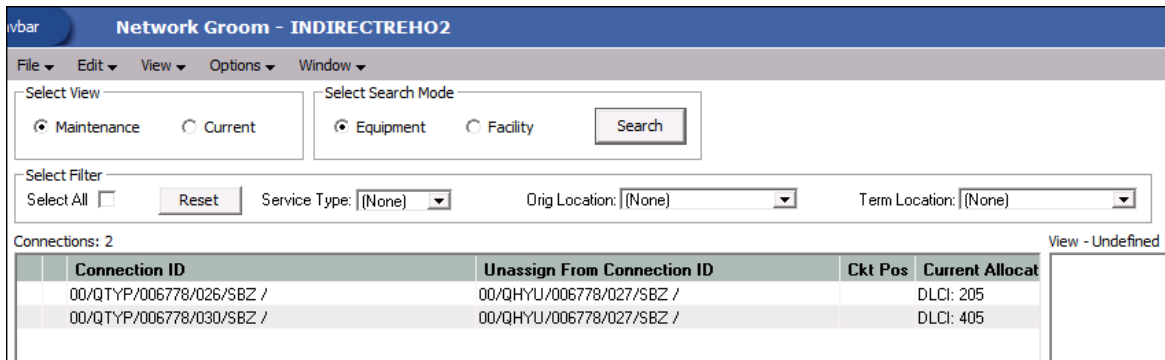 vbar Network Groom - INDIRECTREHO2
File Edit View Options Window
Select View Select Search Mode
Maintenance Current Equipment Facility Search
Select Filter
Select All Reset Service Type: (None) Orig Location: (None) Term Location: (None)
Connections: 2 View - Undefined
Connection ID Unassign From Connection ID Ckt Pos Current Allocat
00/QTYP/006778/026/SBZ / 00/QHYU/006778/027/SBZ / DLCI: 205
00/QTYP/006778/030/SBZ / 00/QHYU/006778/027/SBZ / DLCI: 405